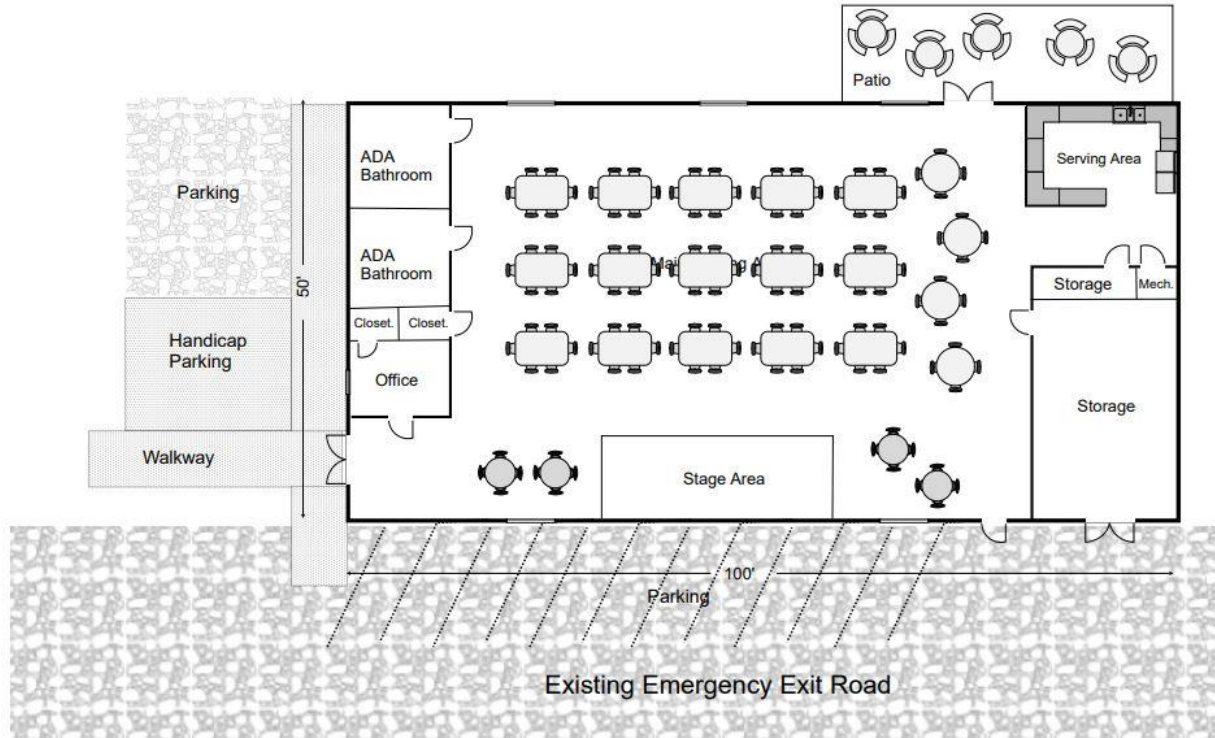 Patio
ADA
Bathroom
Serving Area
Parking
ADA
Bathroom
50'
Storage
Mech.
Closet.
Closet.
Handicap
Parking
Office
Storage
Walkway
Stage Area
100'
Parking
Existing Emergency Exit Road